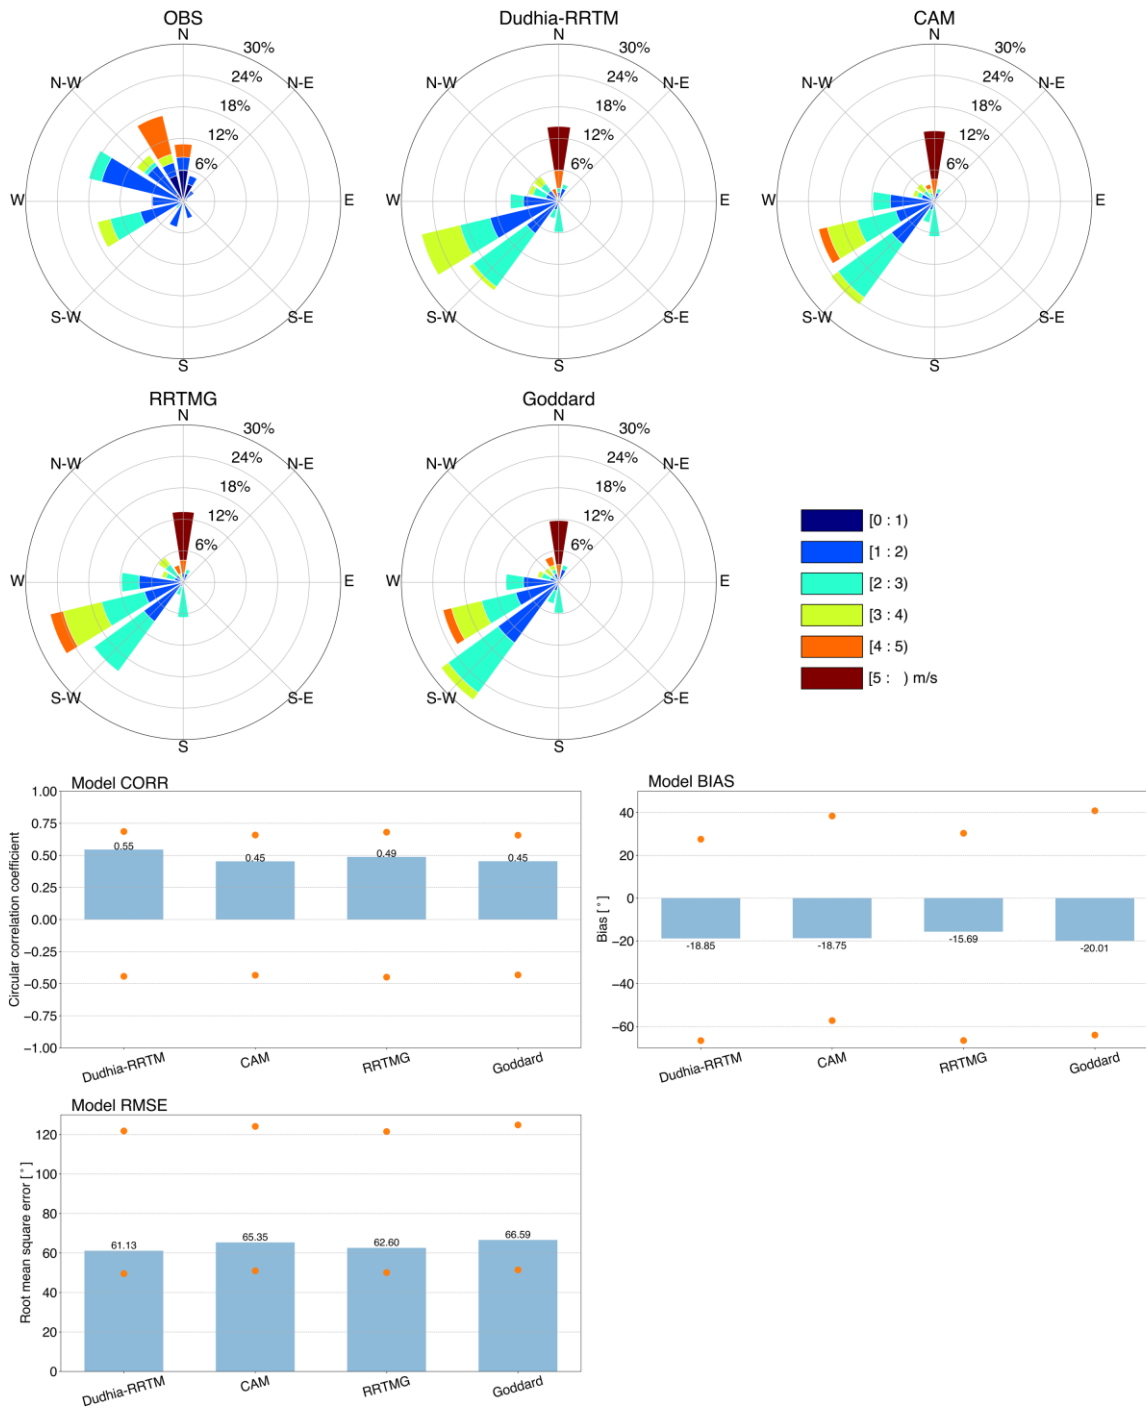 OBS
Dudhia-RRTM
CAM
N
30%
24%
18%
12%
6%
N-W
N-E
W
E
S-W
S-E
S
N
30%
24%
18%
12%
6%
N-W
N-E
W
E
S-W
S-E
S
N
30%
24%
18%
12%
6%
N-W
N-E
W
E
S-W
S-E
S
RRTMG
Goddard
N
30%
24%
18%
12%
6%
N-W
N-E
W
E
S-W
S-E
S
N
30%
24%
18%
12%
6%
N-W
N-E
W
E
S-W
S-E
S
[0 : 1)
[1 : 2)
[2 : 3)
[3 : 4)
[4 : 5)
[5 : ) m/s
Model CORR
Circular correlation coefficient
1.00
0.75
0.50
0.25
0.00
−0.25
−0.50
−0.75
−1.00
0.55
0.45
0.49
0.45
Dudhia-RRTM
CAM
RRTMG
Goddard
Model BIAS
Bias [ ° ]
40
20
0
−20
−40
−60
-18.85
-18.75
-15.69
-20.01
Dudhia-RRTM
CAM
RRTMG
Goddard
Model RMSE
Root mean square error [ ° ]
120
100
80
60
40
20
0
61.13
65.35
62.60
66.59
Dudhia-RRTM
CAM
RRTMG
Goddard